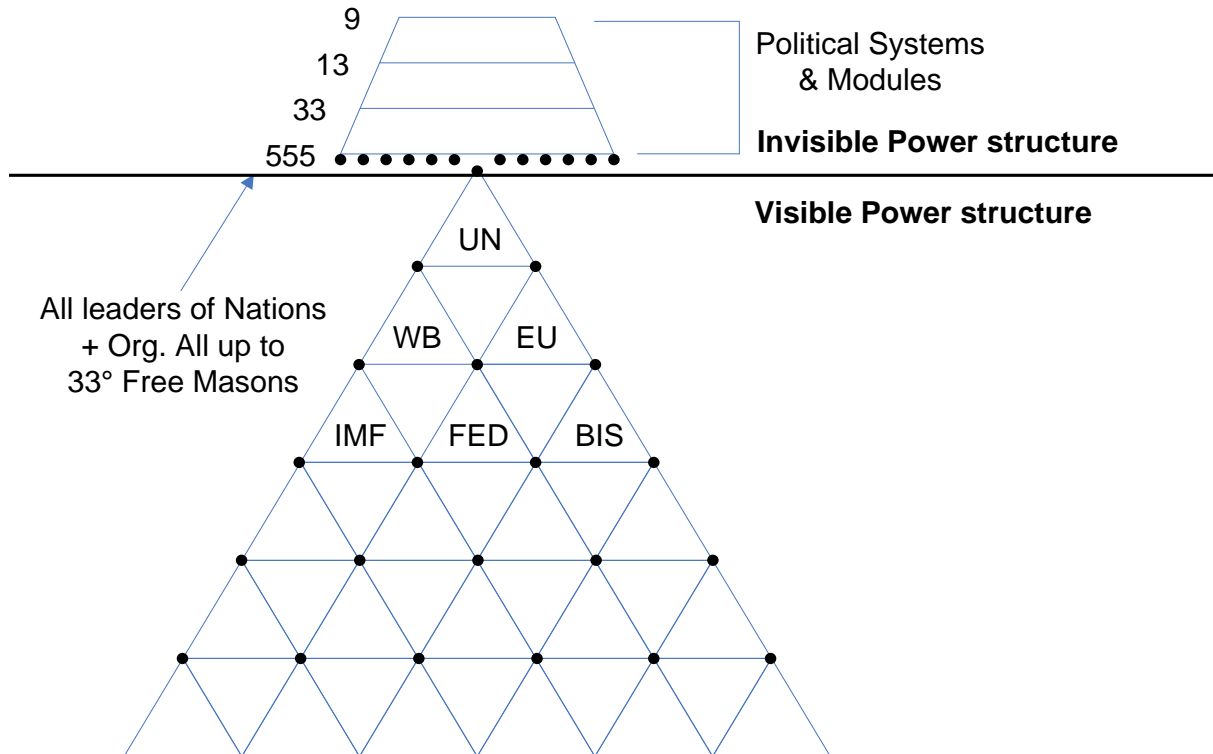 9
13
33
555
Political Systems
& Modules
Invisible Power structure
Visible Power structure
All leaders of Nations
+ Org. All up to
33° Free Masons
UN
WB
EU
IMF
FED
BIS